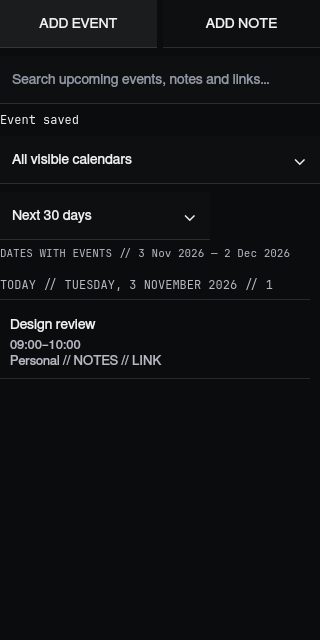 ADD EVENT
ADD NOTE
Search upcoming events, notes and links...
Event saved
All visible calendars
Next 30 days
DATES WITH EVENTS // 3 Nov 2026 — 2 Dec 2026
TODAY // TUESDAY, 3 NOVEMBER 2026 // 1
Design review
09:00–10:00
Personal // NOTES // LINK